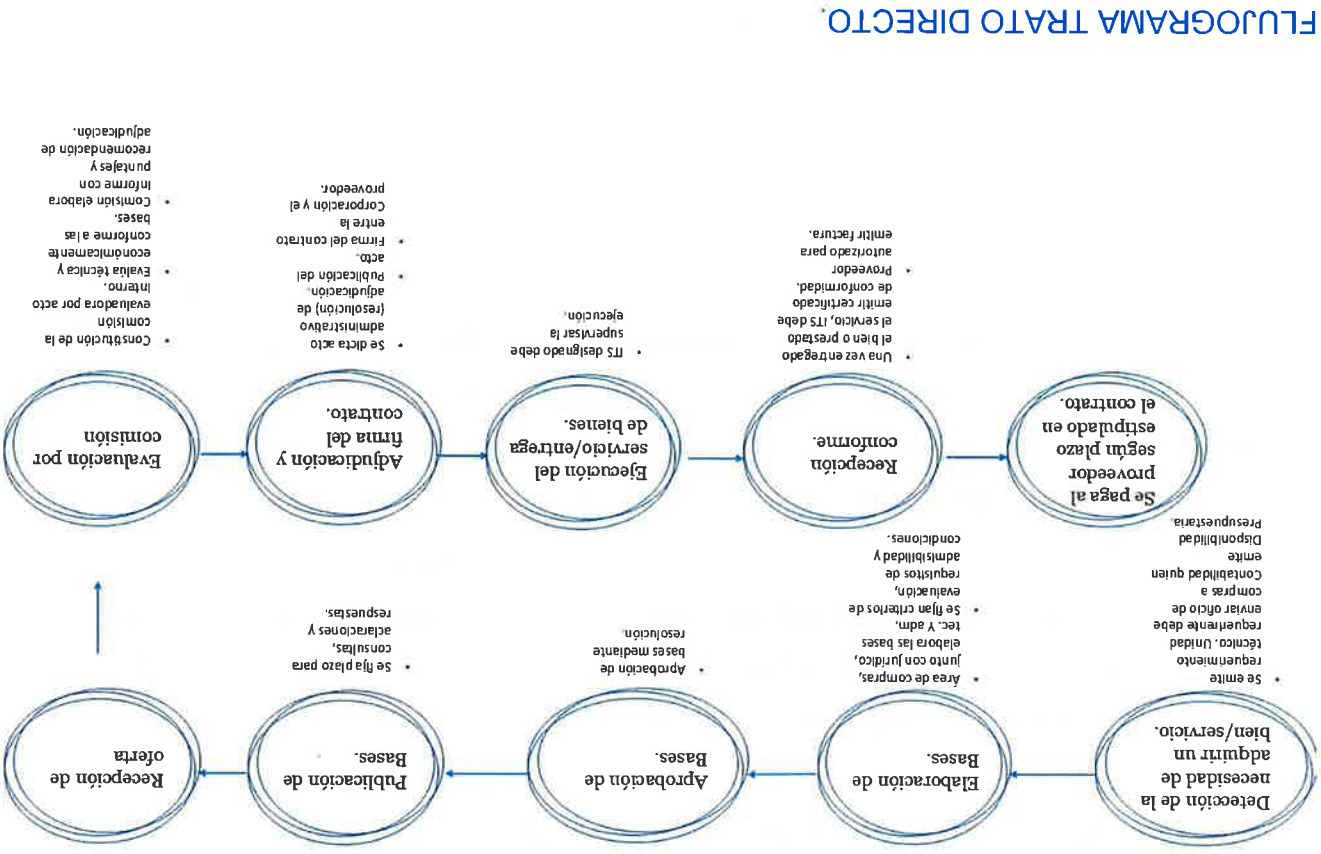 Detección de la
necesidad de
adquirir un
bien/servicio.
• Se emite
requerimiento
técnico. Unidad
requerirente debe
enviar oficio de
compras a
Contabilidad quien
emite
Disponibilidad
Presupuestaria.
Elaboración de
Bases.
• Área de compras,
junto con jurídico,
elabora las bases
tec. Y adm.
• Se fijan criterios de
evaluación,
requisitos de
admisibilidad y
condiciones.
Aprobación de
Bases.
• Aprobación de
bases mediante
resolución.
Publicación de
Bases.
• Se fija plazo para
consultas,
aclaraciones y
respuestas.
Recepción de
oferta
Evaluación por
comisión
• Constitución de la
comisión
evaluadora por acto
interno.
• Evalúa técnica y
económicamente
conforme a las
bases.
• Comisión elabora
Informe con
puntajes y
recomendación de
adjudicación.
Adjudicación y
firma del
contrato.
• Se dicta acto
administrativo
(resolución) de
adjudicación.
• Publicación del
acto.
• Firma del contrato
entre la
Corporación y el
proveedor.
Ejecución del
servicio/entrega
de bienes.
• ITS designado debe
supervisar la
ejecución.
Recepción
conforme.
• Una vez entregado
el bien o prestado
el servicio, ITS debe
emitir certificado
de conformidad.
• Proveedor
autorizado para
emitir factura.
Se paga al
proveedor
según plazo
estipulado en
el contrato.
FLUJOGRAMA TRATO DIRECTO.